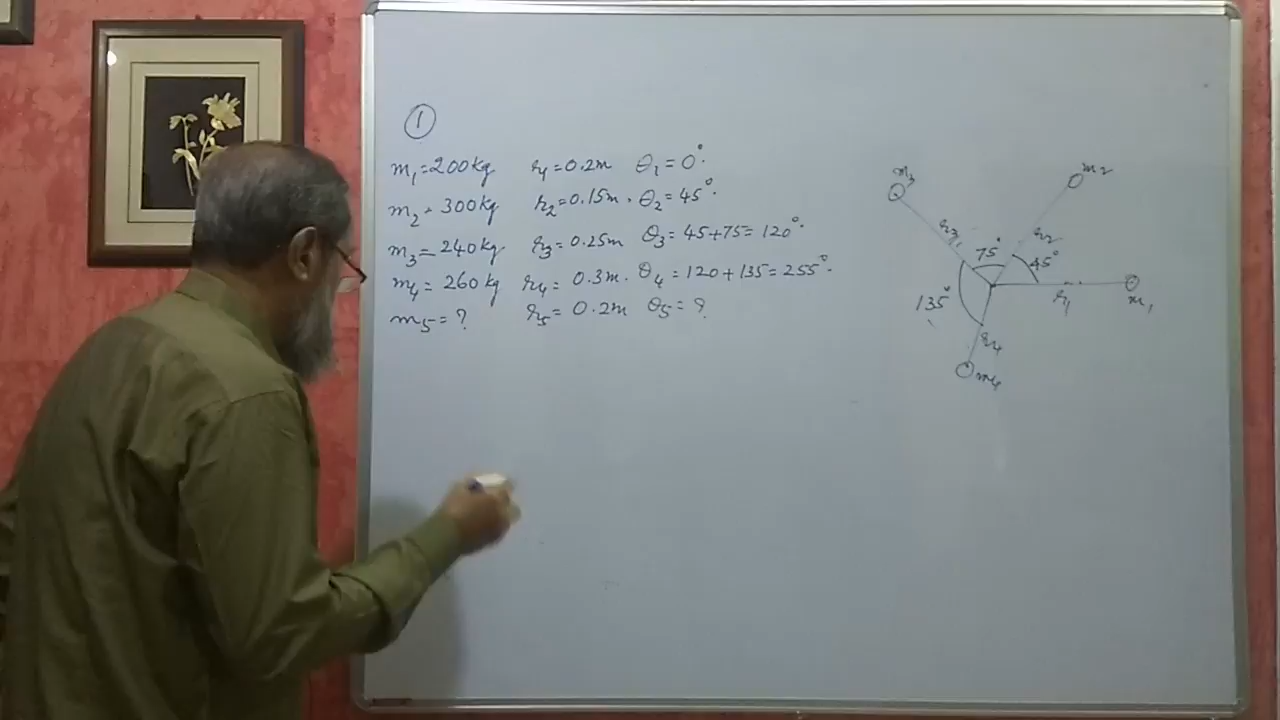 1
m₁=200kg r₁=0.2m θ₁=0°.
m₂=300kg r₂=0.15m. θ₂=45°.
m₃=240kg r₃=0.25m θ₃=45+75=120°.
m₄=260kg r₄=0.3m. θ₄=120+135=255°.
m₅=? r₅=0.2m θ₅=?
m₃ m₂
r₃ r₂
75° 45°
135° r₁ m₁
r₄
m₄